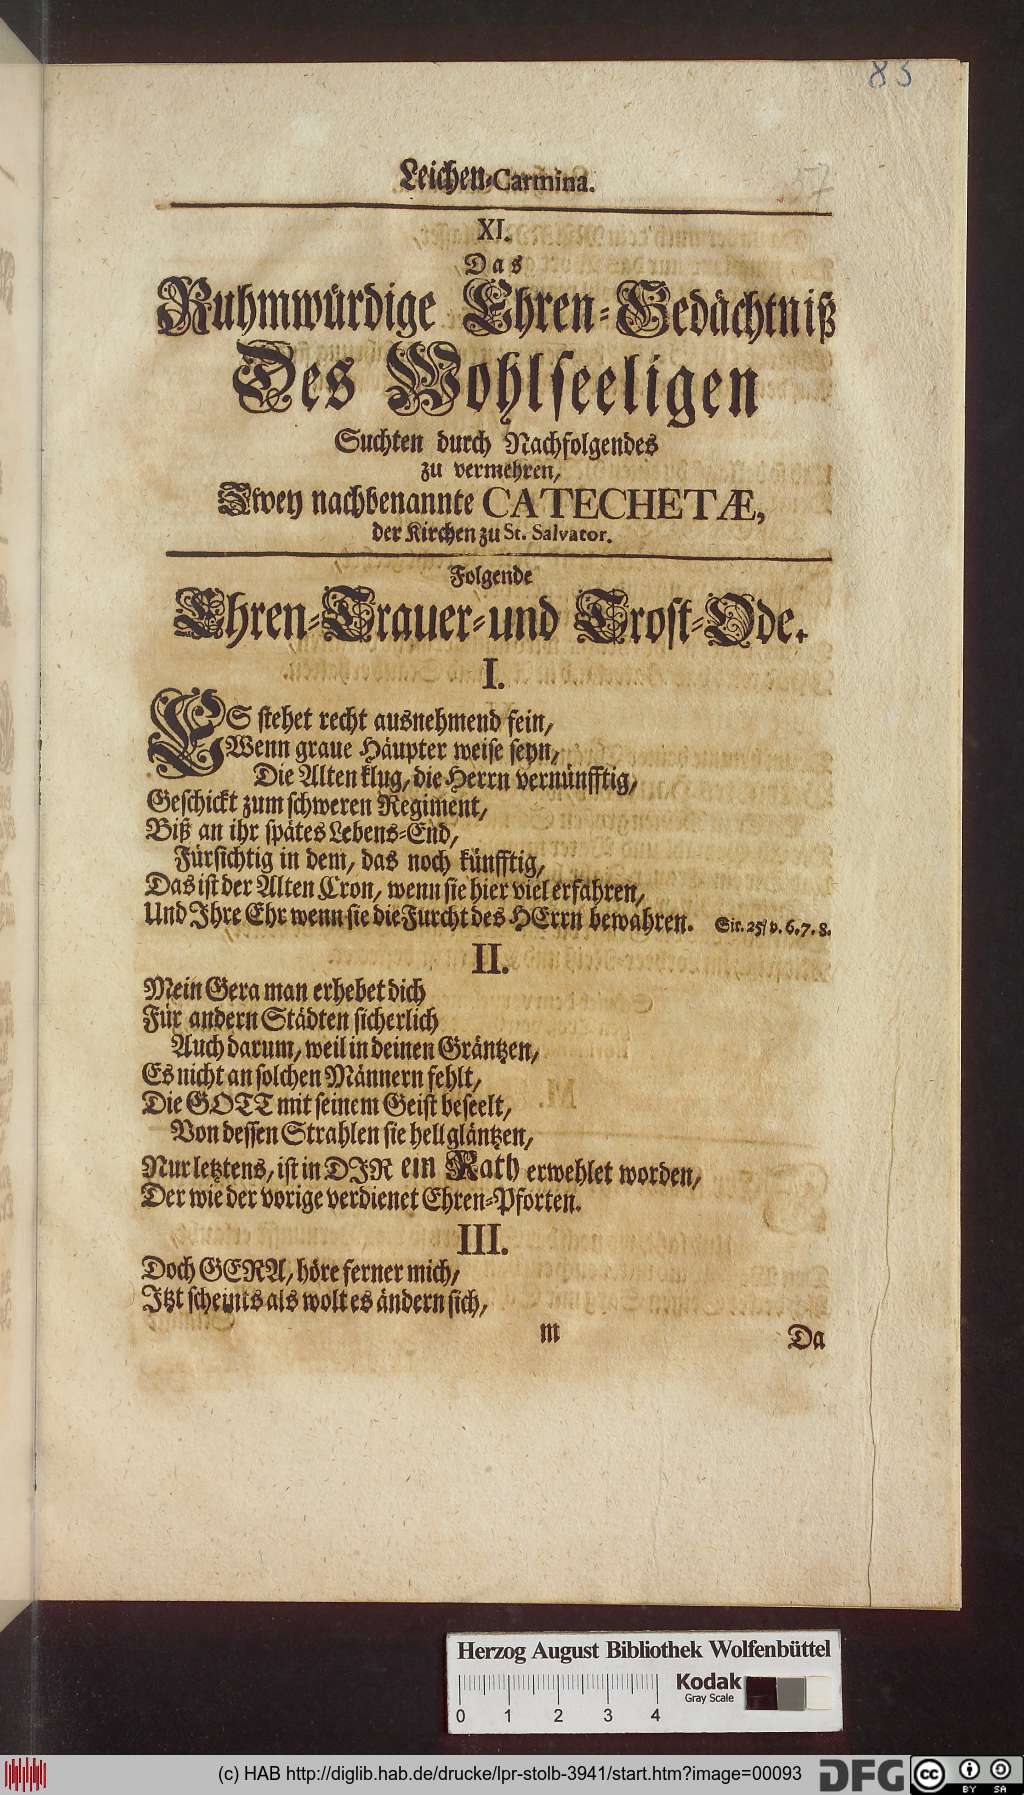 83
57
Leichen-Carmina.
XI.
Das
Ruhmwürdige Ehren-Gedächtniß
Des Wohlseeligen
Suchten durch Nachfolgendes
zu vermehren,
Zwey nachbenannte CATECHETÆ,
der Kirchen zu St. Salvator.
Folgende
Ehren-Trauer-und Trost-Ode.
I.
ES stehet recht ausnehmend fein,
Wenn graue Häupter weise seyn,
Die Alten klug, die Herrn vernünfftig,
Geschickt zum schweren Regiment,
Biß an ihr spätes Lebens-End,
Fürsichtig in dem, das noch künfftig,
Das ist der Alten Cron, wenn sie hier viel erfahren,
Und Jhre Ehr wenn sie die Furcht des HErrn bewahren. Sir. 25/ v. 6. 7. 8.
II.
Mein Gera man erhebet dich
Für andern Städten sicherlich
Auch darum, weil in deinen Gräntzen,
Es nicht an solchen Männern fehlt,
Die GOTT mit seinem Geist beseelt,
Von dessen Strahlen sie hell gläntzen,
Nur letztens, ist in DJR ein Rath erwehlet worden,
Der wie der vorige verdienet Ehren-Pforten.
III.
Doch GERA, höre ferner mich,
Jtzt scheints als wolt es ändern sich,
m Da
Herzog August Bibliothek Wolfenbüttel
Kodak
Gray Scale
0 1 2 3 4
(c) HAB http://diglib.hab.de/drucke/lpr-stolb-3941/start.htm?image=00093
DFG
cc BY SA